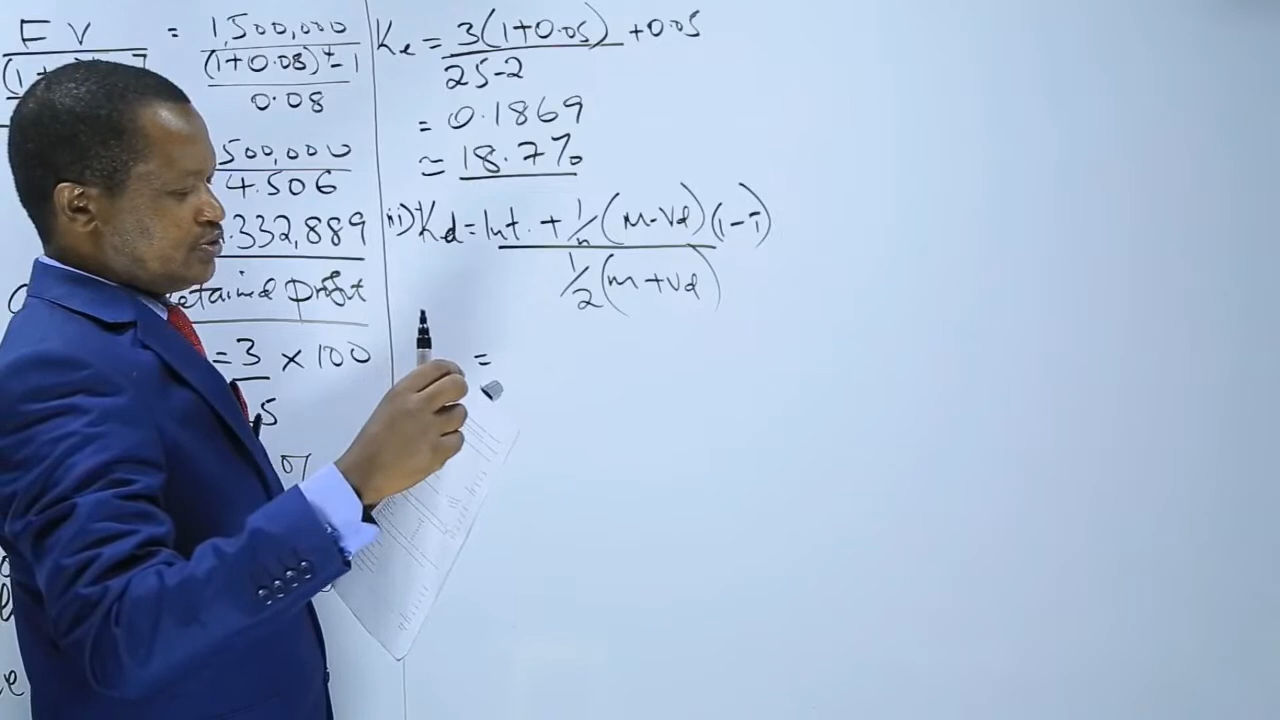 FV = 1,500,000
(1+0.08)⁴-1
0.08
500,000
4.506
332,889
etained profit
= 3 × 100
5
Ke = 3(1+0.05) + 0.05
25-2
= 0.1869
≃ 18.7%
ii) Kd = Int. + 1/n (M-Vd)(1-T)
1/2 (M+Vd)
=